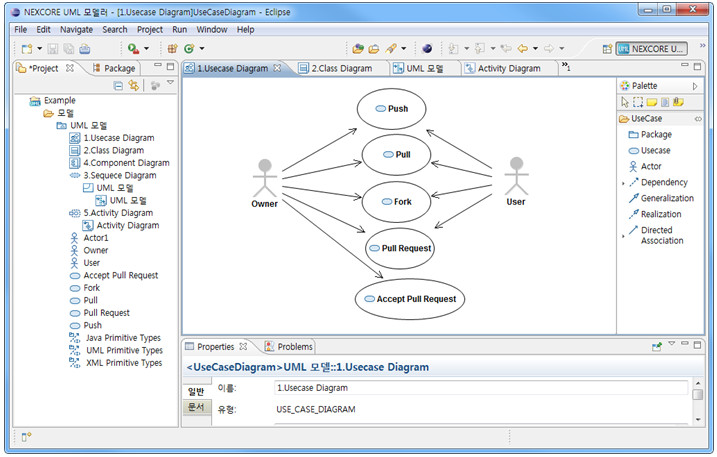 NEXCORE UML 모델러 - [1.Usecase Diagram]UseCaseDiagram - Eclipse
File Edit Navigate Search Project Run Window Help
NEXCORE U...
*Project Package
1.Usecase Diagram 2.Class Diagram UML 모델 Activity Diagram »1
Example
모델
UML 모델
1.Usecase Diagram
2.Class Diagram
4.Component Diagram
3.Sequece Diagram
UML 모델
UML 모델
5.Activity Diagram
Activity Diagram
Actor1
Owner
User
Accept Pull Request
Fork
Pull
Pull Request
Push
Java Primitive Types
UML Primitive Types
XML Primitive Types
Push
Pull
Fork
Pull Request
Accept Pull Request
Owner
User
Palette
UseCase
Package
Usecase
Actor
Dependency
Generalization
Realization
Directed
Association
Properties Problems
<UseCaseDiagram>UML 모델::1.Usecase Diagram
일반
문서
이름: 1.Usecase Diagram
유형: USE_CASE_DIAGRAM